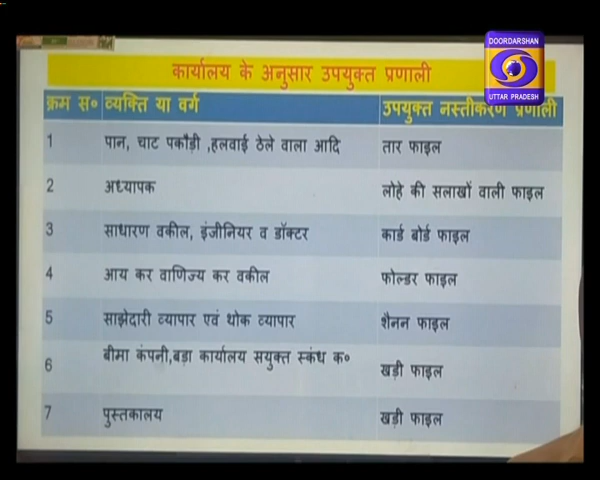 DOORDARSHAN
UTTAR PRADESH
कार्यालय के अनुसार उपयुक्त प्रणाली
क्रम स० व्यक्ति या वर्ग उपयुक्त नस्तीकरण प्रणाली
1 पान, चाट पकौड़ी ,हलवाई ठेले वाला आदि तार फाइल
2 अध्यापक लोहे की सलाखों वाली फाइल
3 साधारण वकील, इंजीनियर व डॉक्टर कार्ड बोर्ड फाइल
4 आय कर वाणिज्य कर वकील फोल्डर फाइल
5 साझेदारी व्यापार एवं थोक व्यापार शैनन फाइल
6 बीमा कंपनी,बड़ा कार्यालय सयुक्त स्कंध क० खड़ी फाइल
7 पुस्तकालय खड़ी फाइल